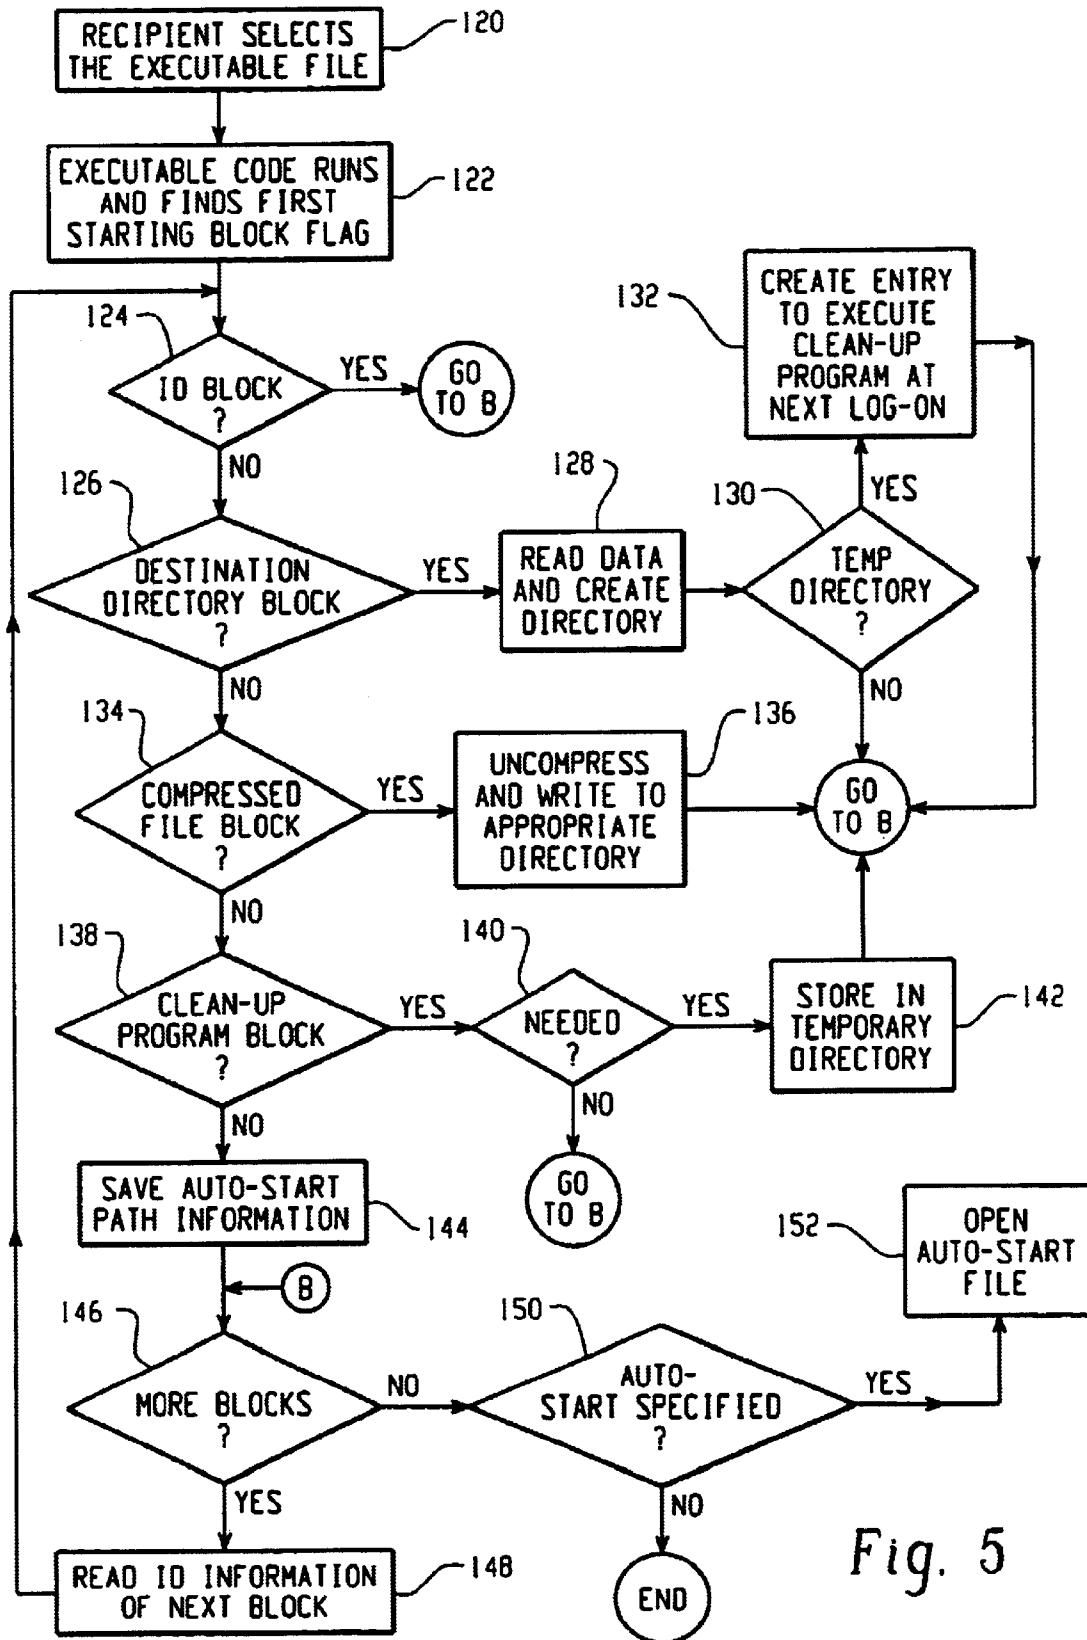 RECIPIENT SELECTS
THE EXECUTABLE FILE
120
EXECUTABLE CODE RUNS
AND FINDS FIRST
STARTING BLOCK FLAG
122
124
ID BLOCK
?
YES
GO
TO B
NO
132
CREATE ENTRY
TO EXECUTE
CLEAN-UP
PROGRAM AT
NEXT LOG-ON
126
DESTINATION
DIRECTORY BLOCK
?
YES
128
READ DATA
AND CREATE
DIRECTORY
130
YES
TEMP
DIRECTORY
?
NO
NO
134
COMPRESSED
FILE BLOCK
?
YES
UNCOMPRESS
AND WRITE TO
APPROPRIATE
DIRECTORY
136
GO
TO B
NO
138
CLEAN-UP
PROGRAM BLOCK
?
YES
140
NEEDED
?
YES
STORE IN
TEMPORARY
DIRECTORY
142
NO
NO
GO
TO B
SAVE AUTO-START
PATH INFORMATION
144
B
146
MORE BLOCKS
?
NO
150
AUTO-
START SPECIFIED
?
YES
152
OPEN
AUTO-START
FILE
YES
NO
READ ID INFORMATION
OF NEXT BLOCK
148
END
Fig. 5